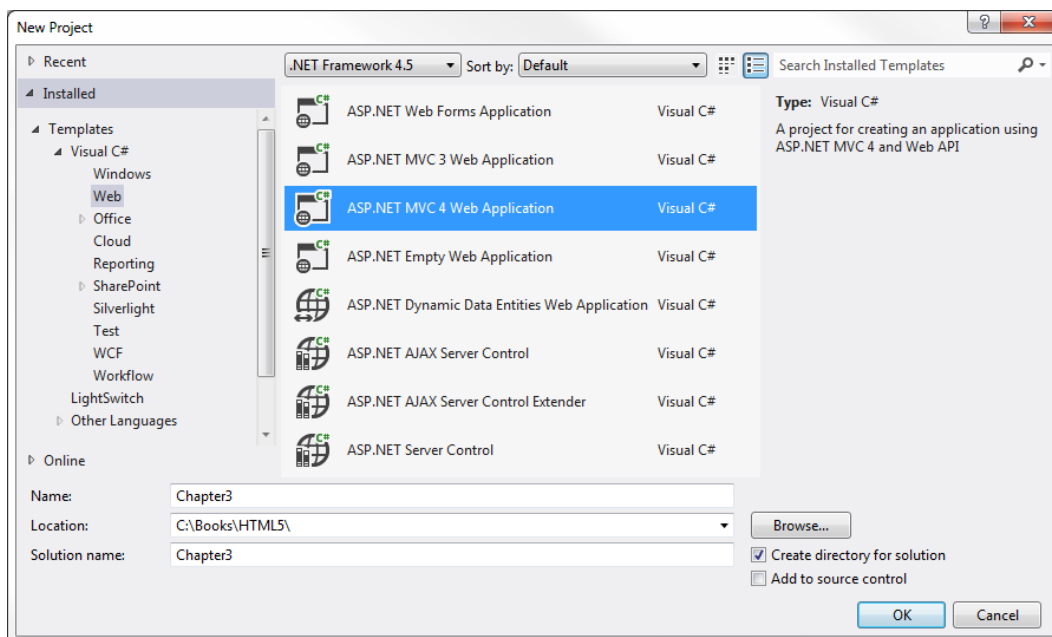 New Project
Recent
.NET Framework 4.5
Sort by:
Default
Search Installed Templates
Installed
Templates
Visual C#
Windows
Web
Office
Cloud
Reporting
SharePoint
Silverlight
Test
WCF
Workflow
LightSwitch
Other Languages
Online
C# ASP.NET Web Forms Application Visual C#
C# ASP.NET MVC 3 Web Application Visual C#
C# ASP.NET MVC 4 Web Application Visual C#
C# ASP.NET Empty Web Application Visual C#
C# ASP.NET Dynamic Data Entities Web Application Visual C#
C# ASP.NET AJAX Server Control Visual C#
C# ASP.NET AJAX Server Control Extender Visual C#
C# ASP.NET Server Control Visual C#
Type: Visual C#
A project for creating an application using
ASP.NET MVC 4 and Web API
Name: Chapter3
Location: C:\Books\HTML5\
Browse...
Solution name: Chapter3
Create directory for solution
Add to source control
OK
Cancel